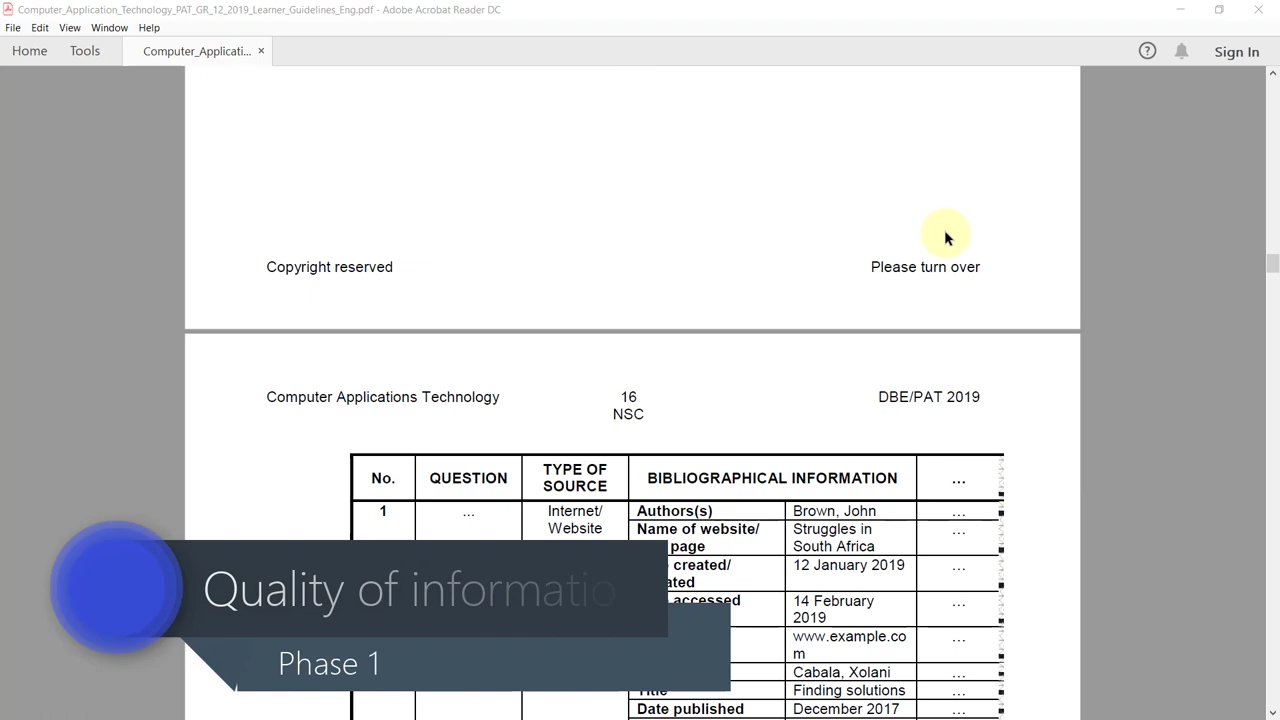 Computer_Application_Technology_PAT_GR_12_2019_Learner_Guidelines_Eng.pdf - Adobe Acrobat Reader DC
File Edit View Window Help
Home Tools Computer_Applicati... × Sign In
Copyright reserved Please turn over
Computer Applications Technology 16 DBE/PAT 2019
NSC
No. QUESTION TYPE OF SOURCE BIBLIOGRAPHICAL INFORMATION ...
1 ... Internet/ Authors(s) Brown, John ...
Website Name of website/ Struggles in ...
page South Africa
created/ 12 January 2019 ...
accessed 14 February ...
2019
www.example.co ...
m
Cabala, Xolani ...
Title Finding solutions ...
Date published December 2017 ...
Quality of informatio
Phase 1